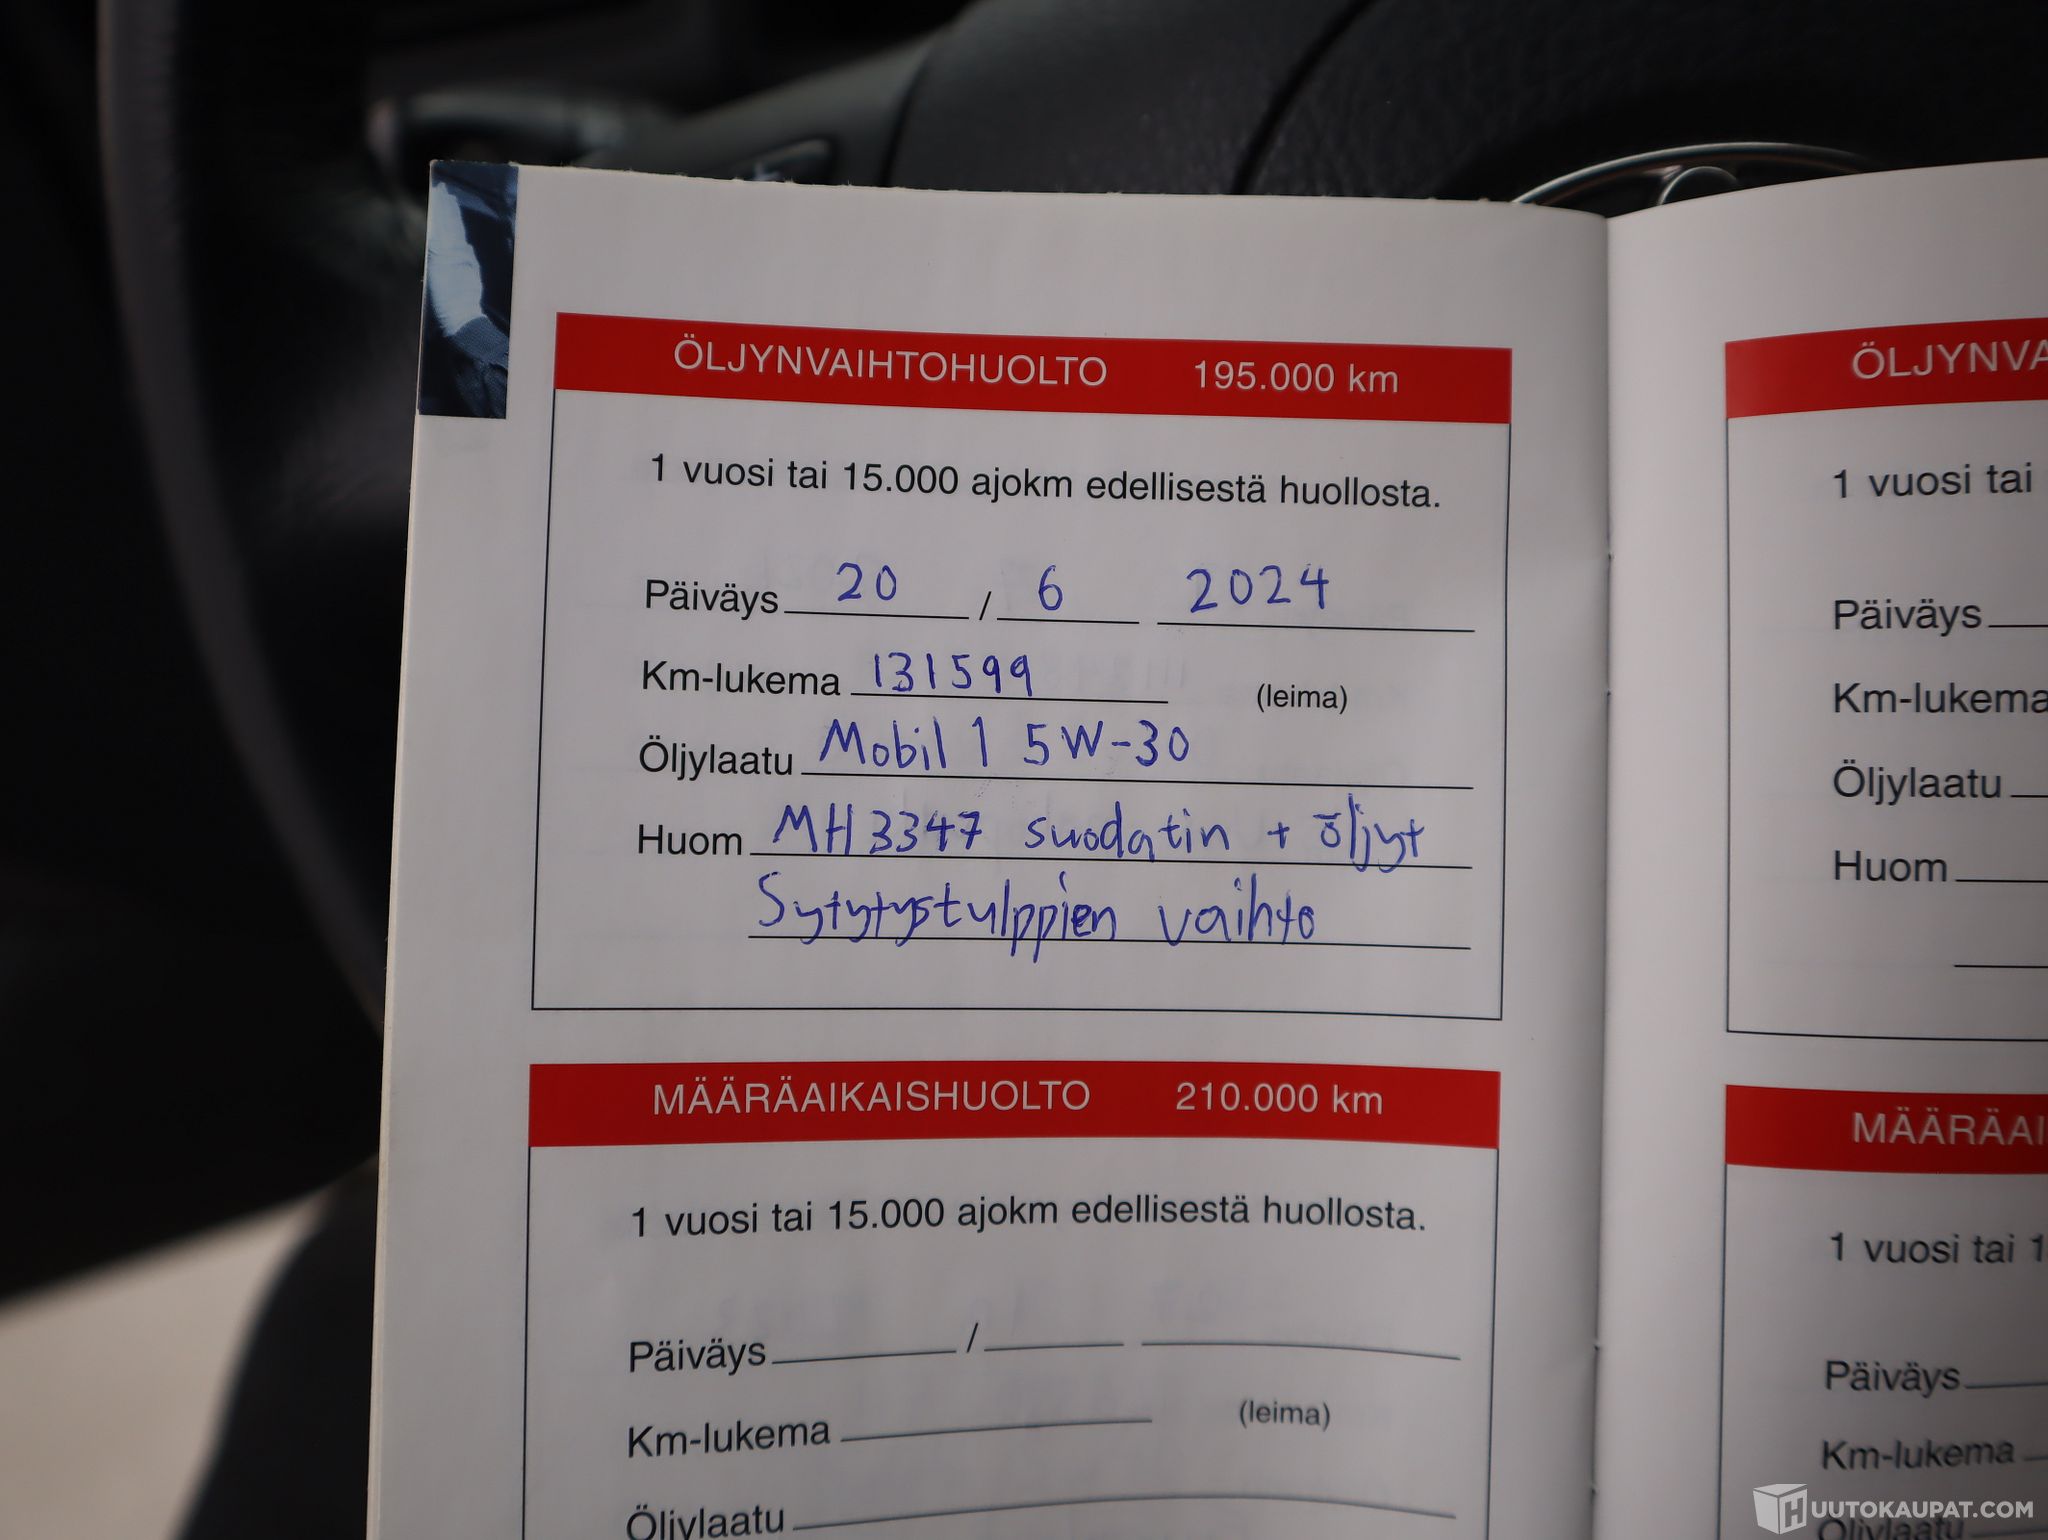 ÖLJYNVAIHTOHUOLTO 195.000 km
1 vuosi tai 15.000 ajokm edellisestä huollosta.
Päiväys 20 / 6 2024
Km-lukema 131599 (leima)
Öljylaatu Mobil 1 5W-30
Huom MH3347 suodatin + öljyt
Sytytystulppien vaihto
MÄÄRÄAIKAISHUOLTO 210.000 km
1 vuosi tai 15.000 ajokm edellisestä huollosta.
Päiväys /
Km-lukema (leima)
Öljylaatu
ÖLJYNVA
1 vuosi tai
Päiväys
Km-lukema
Öljylaatu
Huom
MÄÄRÄAI
1 vuosi tai 1
Päiväys
Km-lukema
Öljylaatu
HUUTOKAUPAT.COM